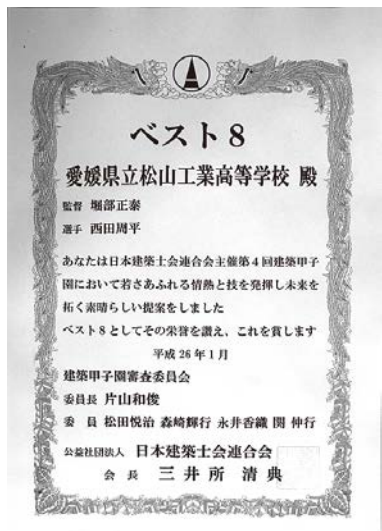 ベスト8
愛媛県立松山工業高等学校 殿
監督 堀部正泰
選手 西田周平
あなたは日本建築士会連合会主催第4回建築甲子
園において若さあふれる情熱と技を発揮し未来を
拓く素晴らしい提案をしました
ベスト8としてその栄誉を讃え、これを賞します
平成26年1月
建築甲子園審査委員会
委員長 片山和俊
委 員 松田悦治 森崎輝行 永井香織 関 伸行
公益社団法人 日本建築士会連合会
会 長 三井所 清典